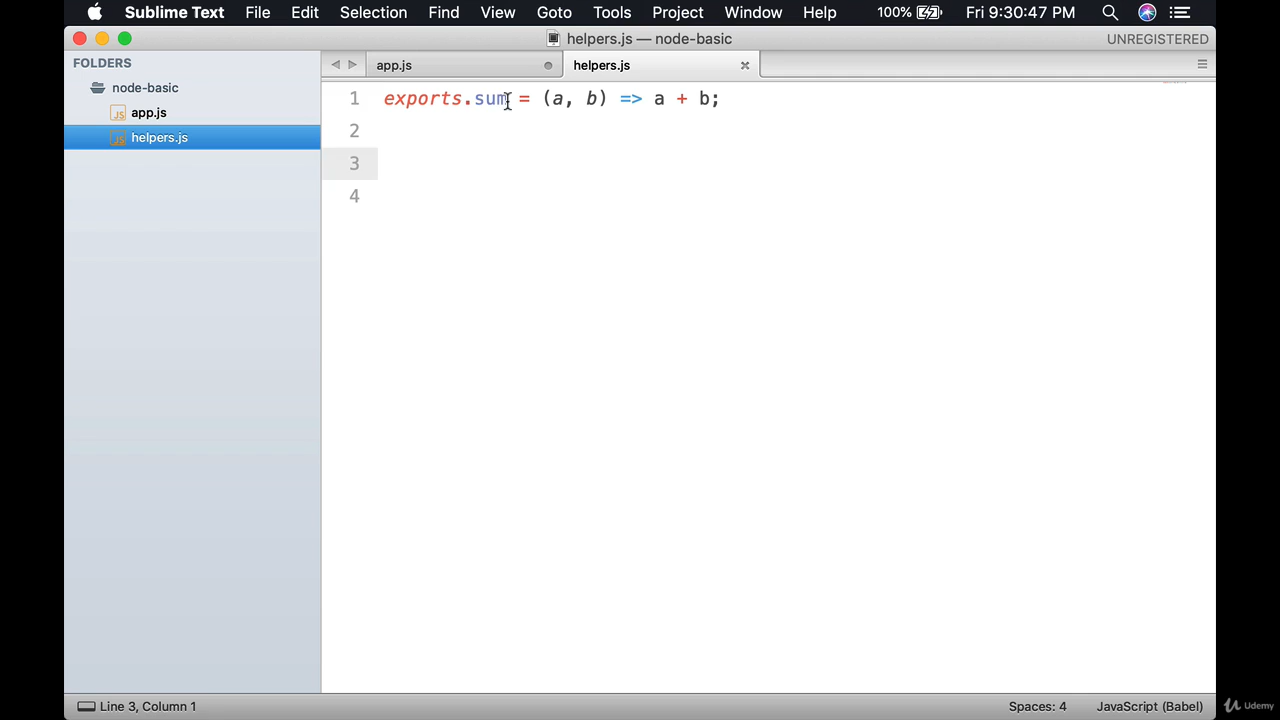 Sublime Text File Edit Selection Find View Goto Tools Project Window Help 100% Fri 9:30:47 PM
helpers.js — node-basic UNREGISTERED
FOLDERS
node-basic
app.js
helpers.js
app.js helpers.js
1 exports.sum = (a, b) => a + b;
2
3
4
Line 3, Column 1 Spaces: 4 JavaScript (Babel)
Udemy